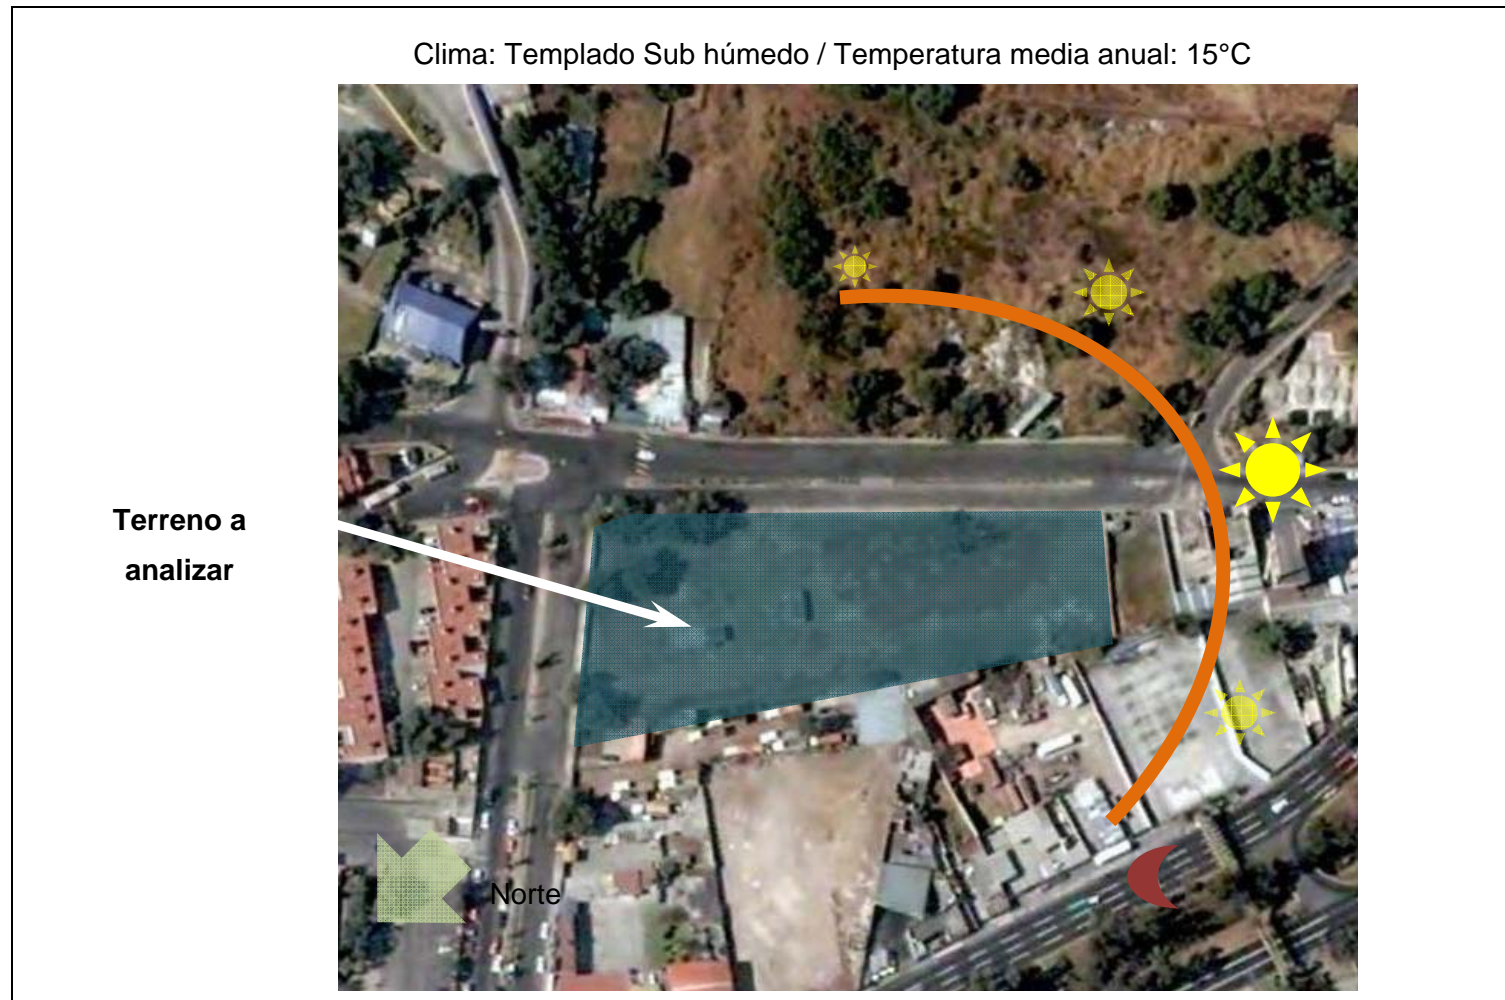 Clima: Templado Sub húmedo / Temperatura media anual: 15°C
Terreno a
analizar
Norte